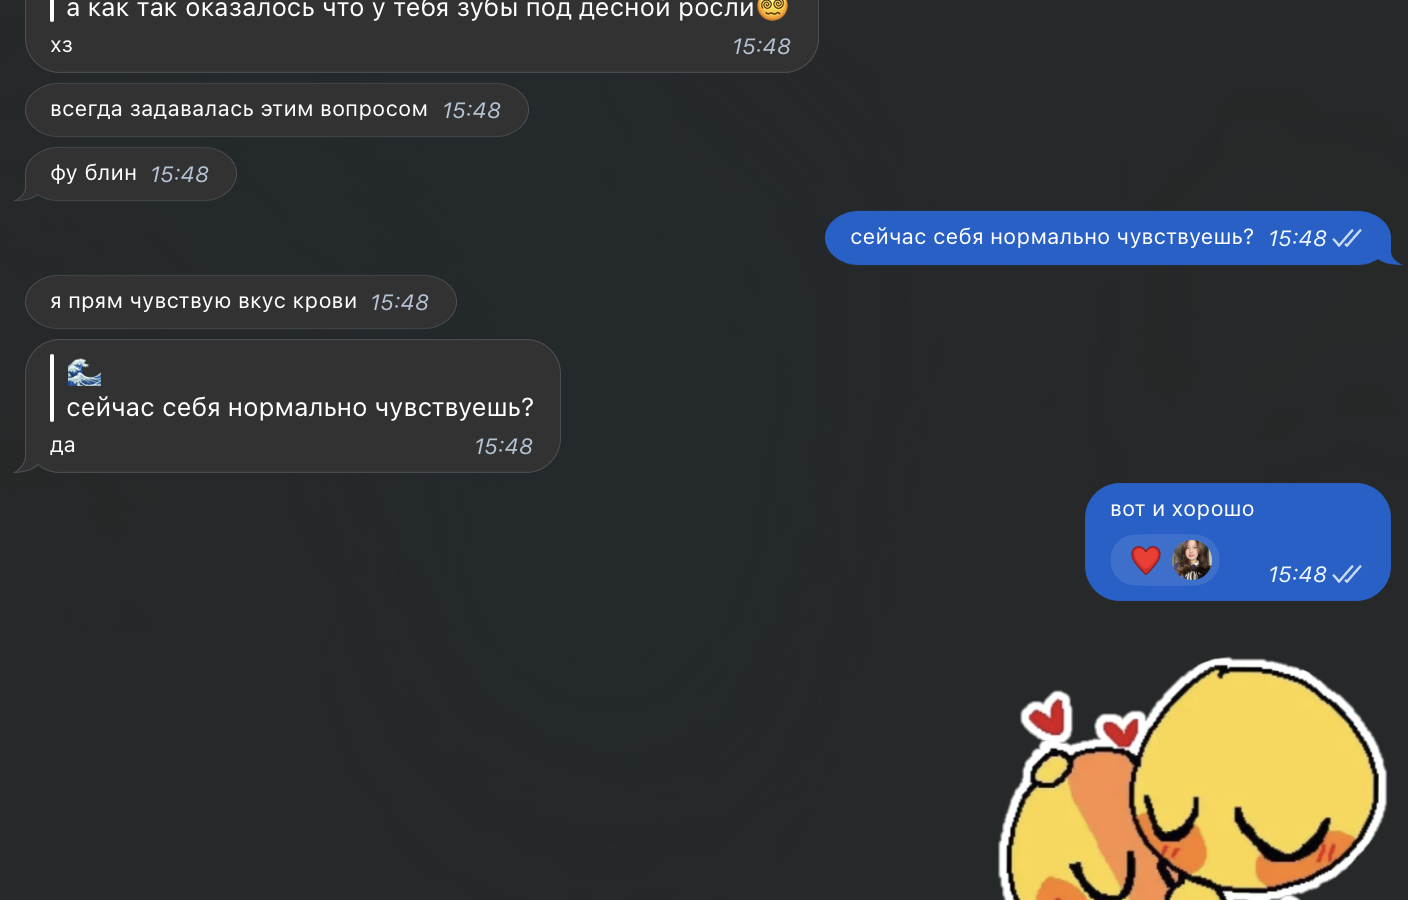 а как так оказалось что у тебя зубы под десной росли😵‍💫
хз 15:48
всегда задавалась этим вопросом 15:48
фу блин 15:48
сейчас себя нормально чувствуешь? 15:48
я прям чувствую вкус крови 15:48
🌊
сейчас себя нормально чувствуешь?
да 15:48
вот и хорошо
❤️ 15:48